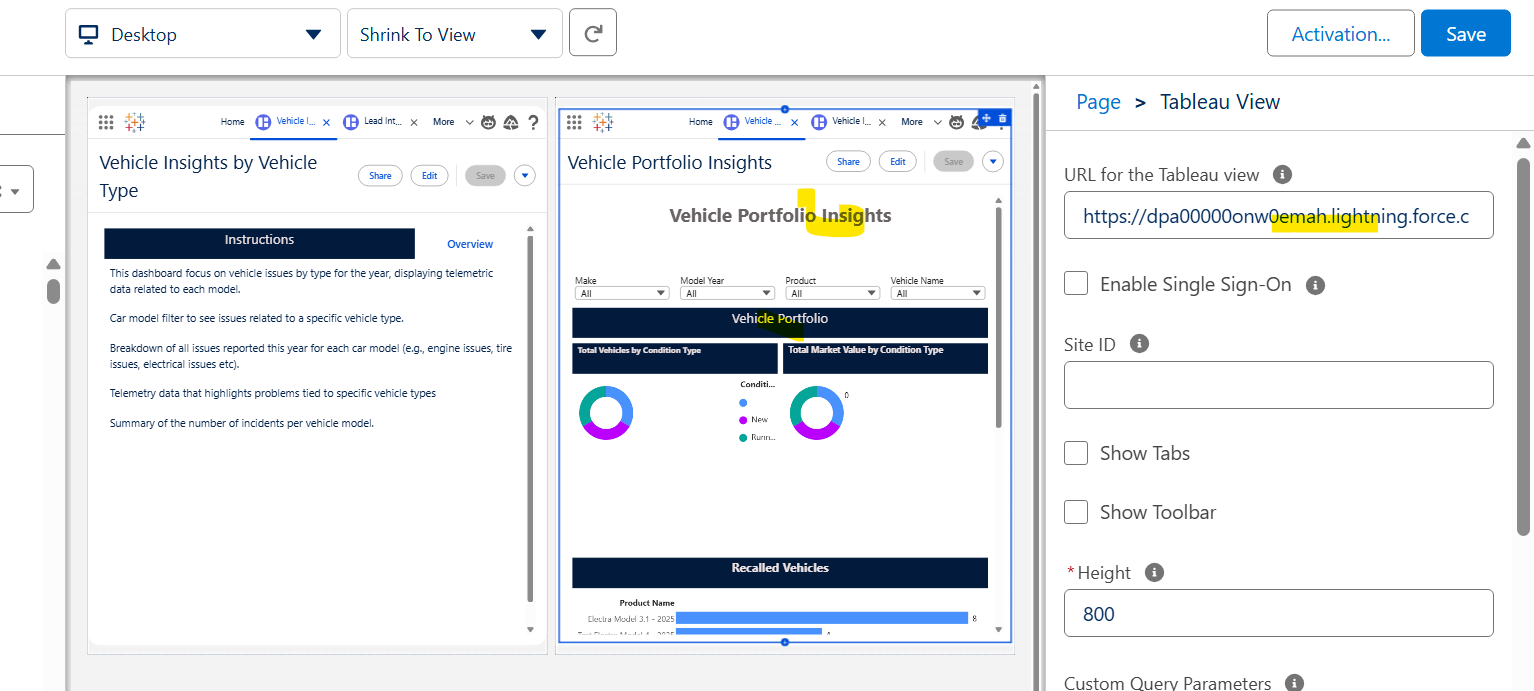 Desktop
Shrink To View
Activation...
Save
Home
Vehicle I...
Lead Int...
More
Vehicle Insights by Vehicle
Type
Share
Edit
Save
Instructions
Overview
This dashboard focus on vehicle issues by type for the year, displaying telemetric
data related to each model.
Car model filter to see issues related to a specific vehicle type.
Breakdown of all issues reported this year for each car model (e.g., engine issues, tire
issues, electrical issues etc).
Telemetry data that highlights problems tied to specific vehicle types
Summary of the number of incidents per vehicle model.
Home
Vehicle ...
Vehicle I...
More
Vehicle Portfolio Insights
Share
Edit
Save
Vehicle Portfolio Insights
Make
Model Year
Product
Vehicle Name
(All
(All
(All
(All
Vehicle Portfolio
Total Vehicles by Condition Type
Total Market Value by Condition Type
Conditi...
New
Runn...
0
Recalled Vehicles
Product Name
Electra Model 3.1 - 2025
8
Page > Tableau View
URL for the Tableau view
https://dpa00000onw0emah.lightning.force.c
Enable Single Sign-On
Site ID
Show Tabs
Show Toolbar
*Height
800
Custom Query Parameters